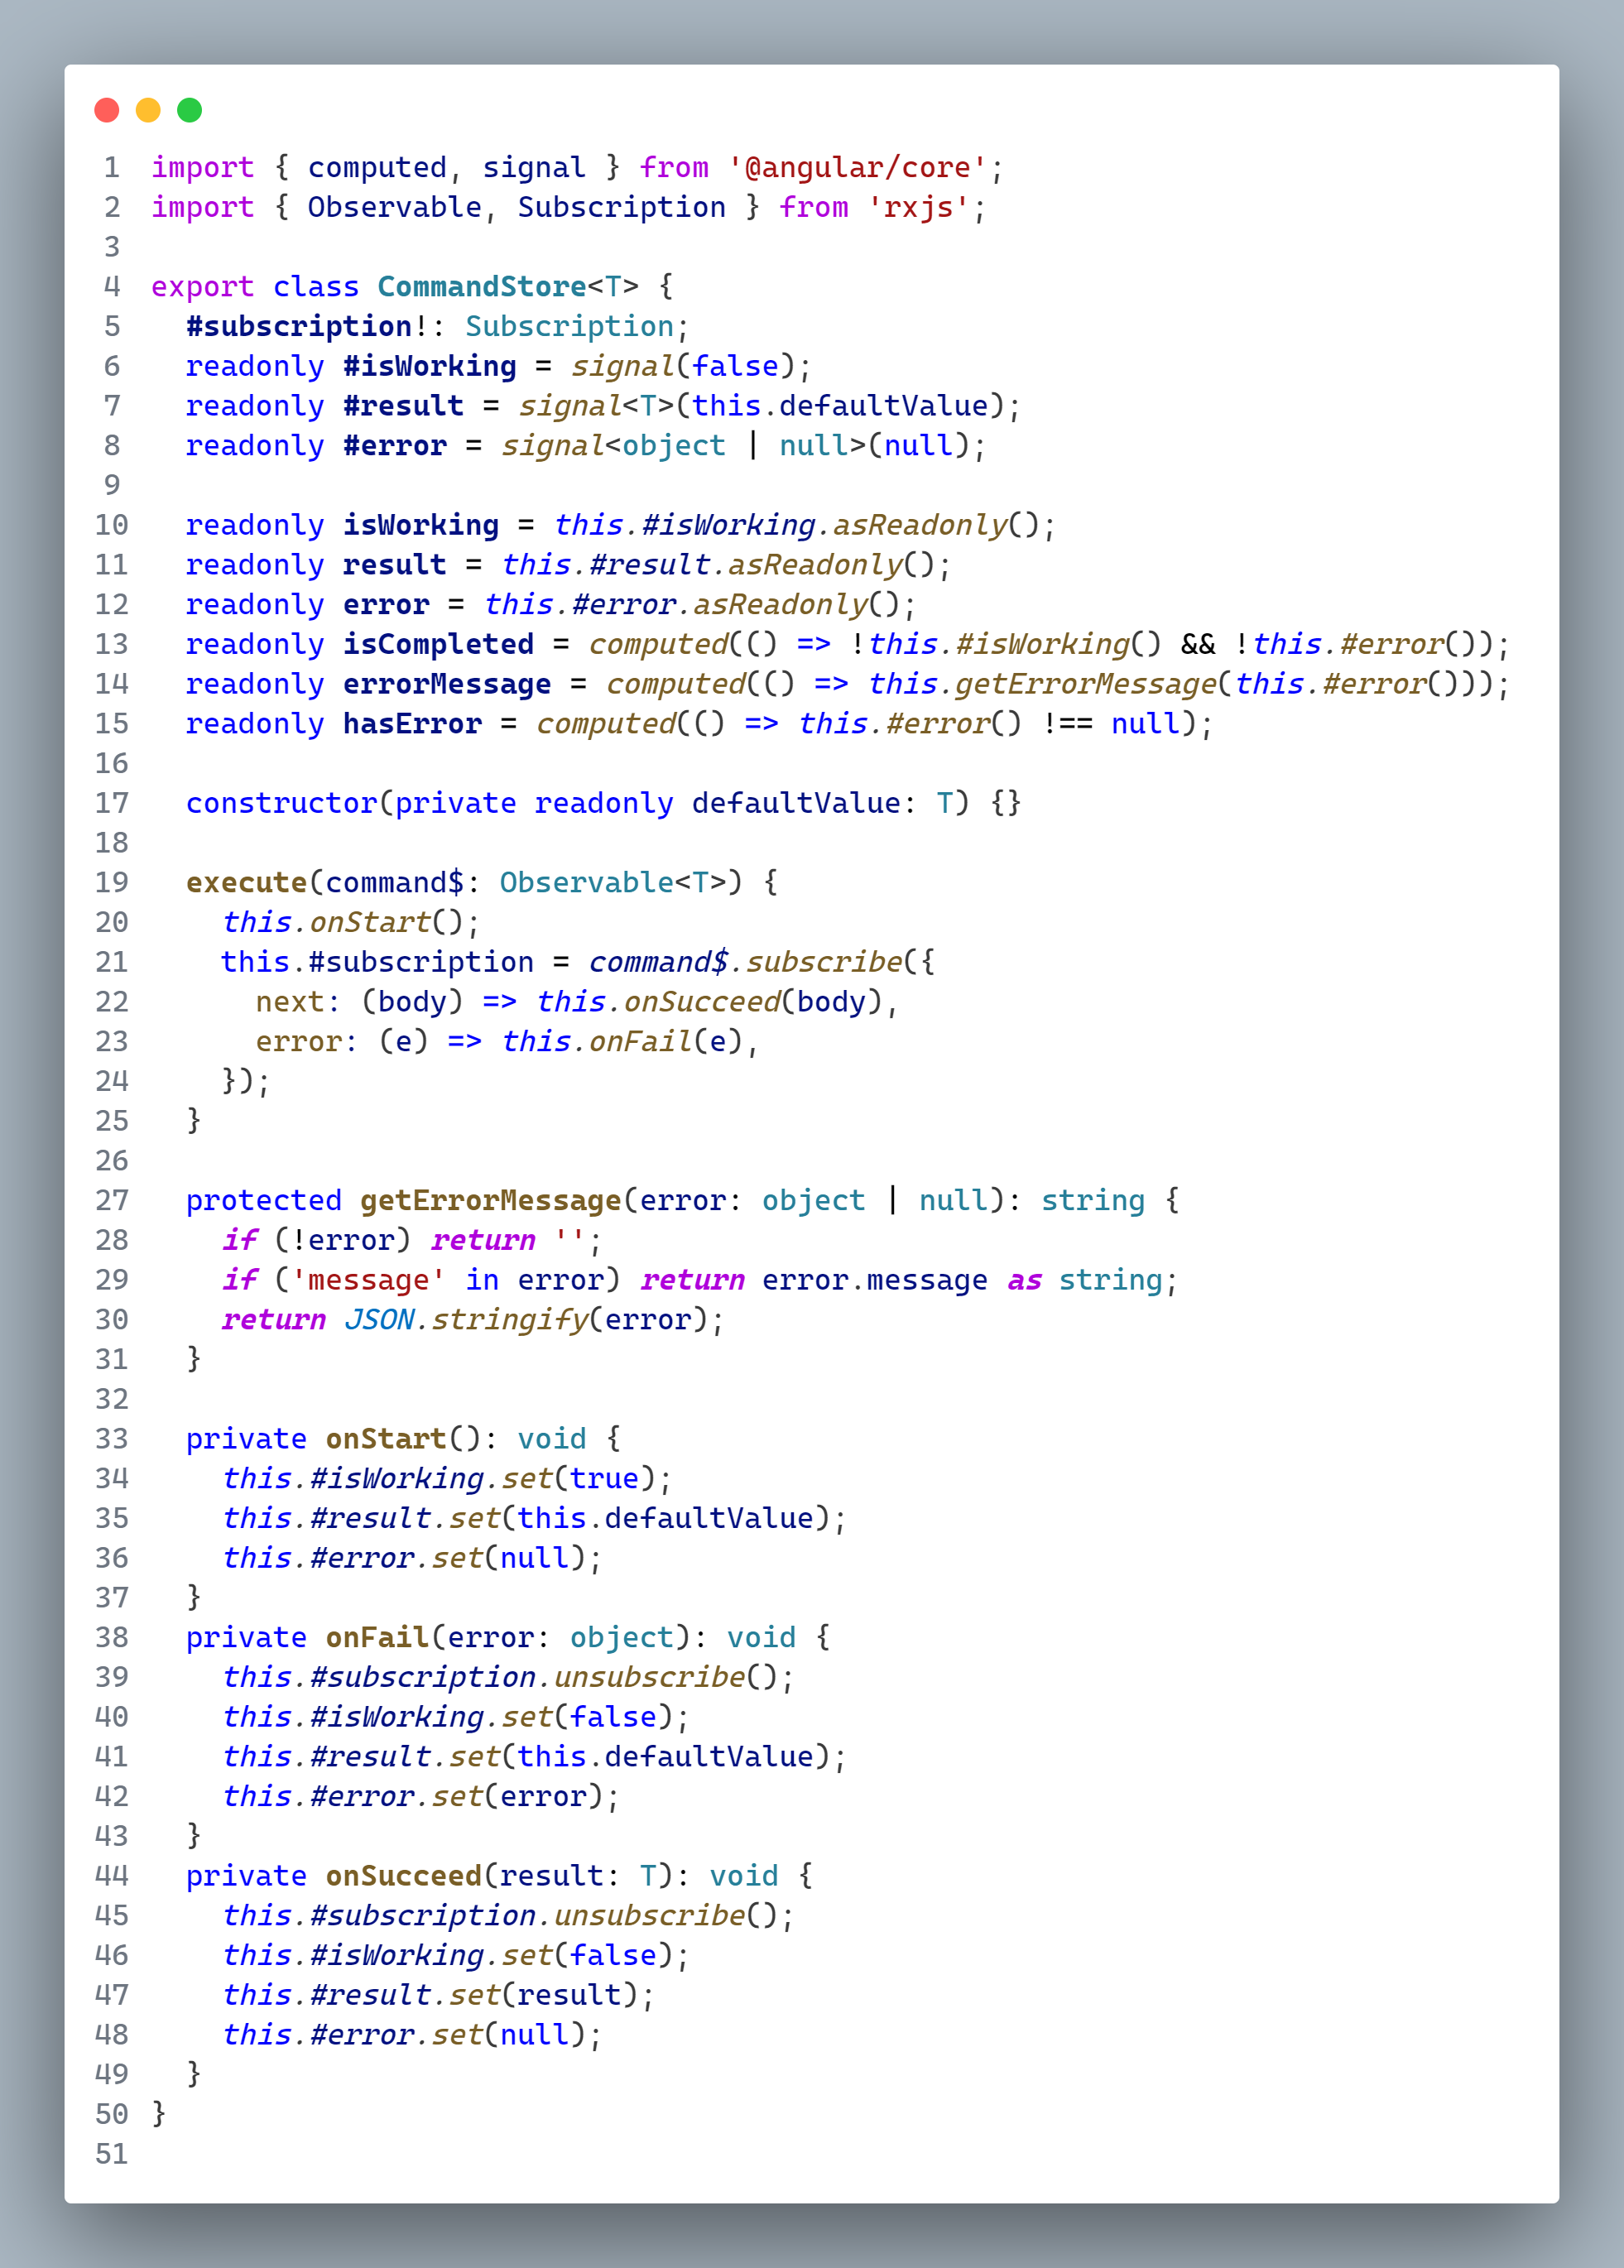 1 import { computed, signal } from '@angular/core';
2 import { Observable, Subscription } from 'rxjs';
3
4 export class CommandStore<T> {
5   #subscription!: Subscription;
6   readonly #isWorking = signal(false);
7   readonly #result = signal<T>(this.defaultValue);
8   readonly #error = signal<object | null>(null);
9
10   readonly isWorking = this.#isWorking.asReadonly();
11   readonly result = this.#result.asReadonly();
12   readonly error = this.#error.asReadonly();
13   readonly isCompleted = computed(() => !this.#isWorking() && !this.#error());
14   readonly errorMessage = computed(() => this.getErrorMessage(this.#error()));
15   readonly hasError = computed(() => this.#error() !== null);
16
17   constructor(private readonly defaultValue: T) {}
18
19   execute(command$: Observable<T>) {
20     this.onStart();
21     this.#subscription = command$.subscribe({
22       next: (body) => this.onSucceed(body),
23       error: (e) => this.onFail(e),
24     });
25   }
26
27   protected getErrorMessage(error: object | null): string {
28     if (!error) return '';
29     if ('message' in error) return error.message as string;
30     return JSON.stringify(error);
31   }
32
33   private onStart(): void {
34     this.#isWorking.set(true);
35     this.#result.set(this.defaultValue);
36     this.#error.set(null);
37   }
38   private onFail(error: object): void {
39     this.#subscription.unsubscribe();
40     this.#isWorking.set(false);
41     this.#result.set(this.defaultValue);
42     this.#error.set(error);
43   }
44   private onSucceed(result: T): void {
45     this.#subscription.unsubscribe();
46     this.#isWorking.set(false);
47     this.#result.set(result);
48     this.#error.set(null);
49   }
50 }
51